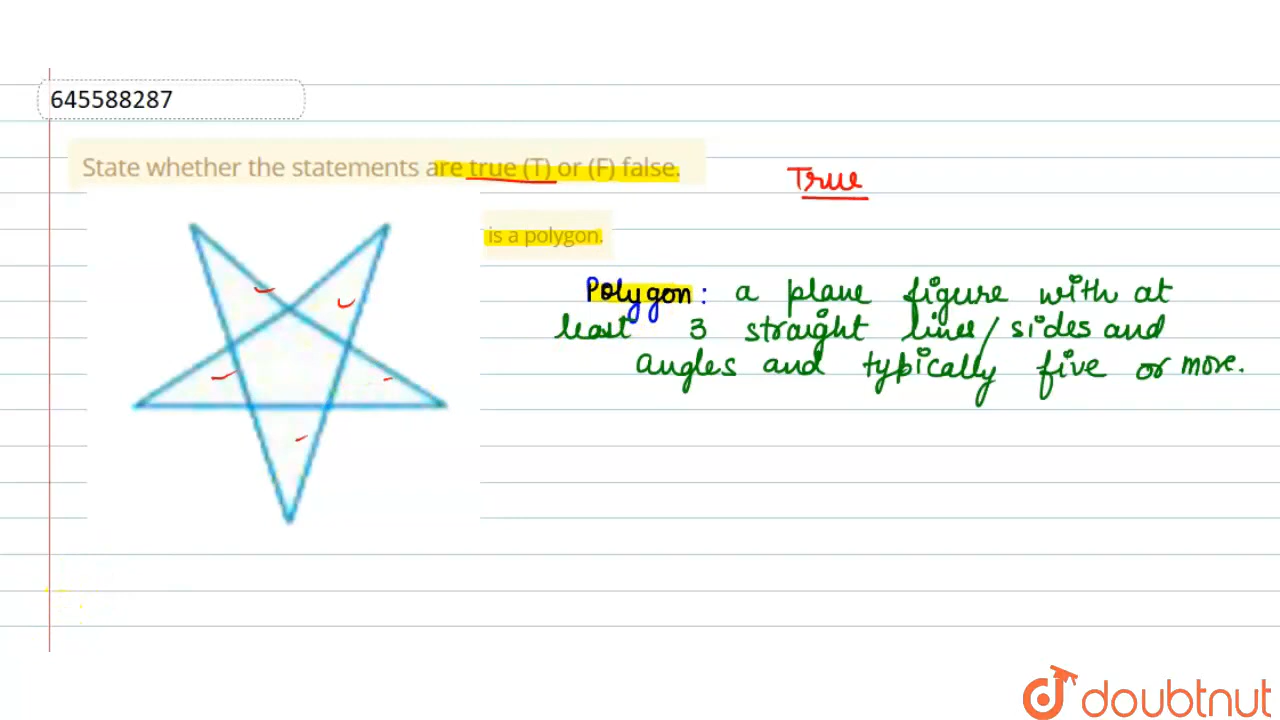 645588287
State whether the statements are true (T) or (F) false.
True
is a polygon.
Polygon: a plane figure with at
least 3 straight lines/sides and
angles and typically five or more.
doubtnut